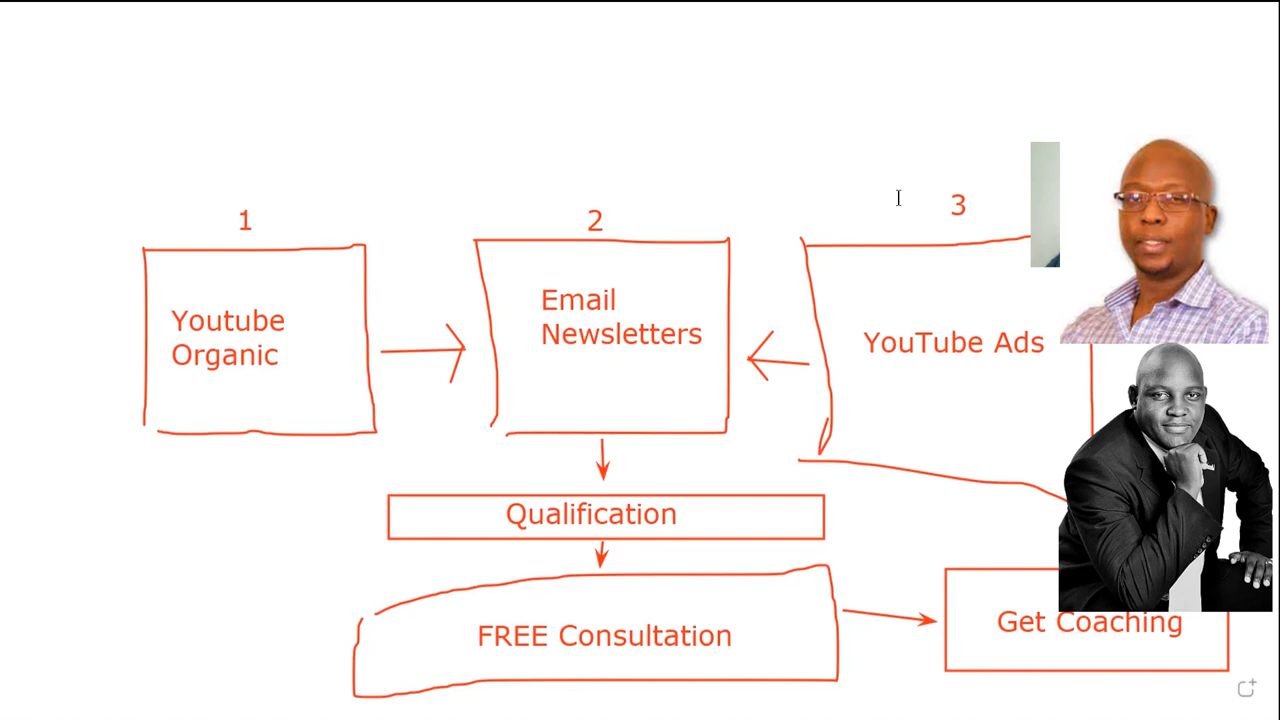 1
2
3
Youtube
Organic
Email
Newsletters
YouTube Ads
Qualification
FREE Consultation
Get Coaching